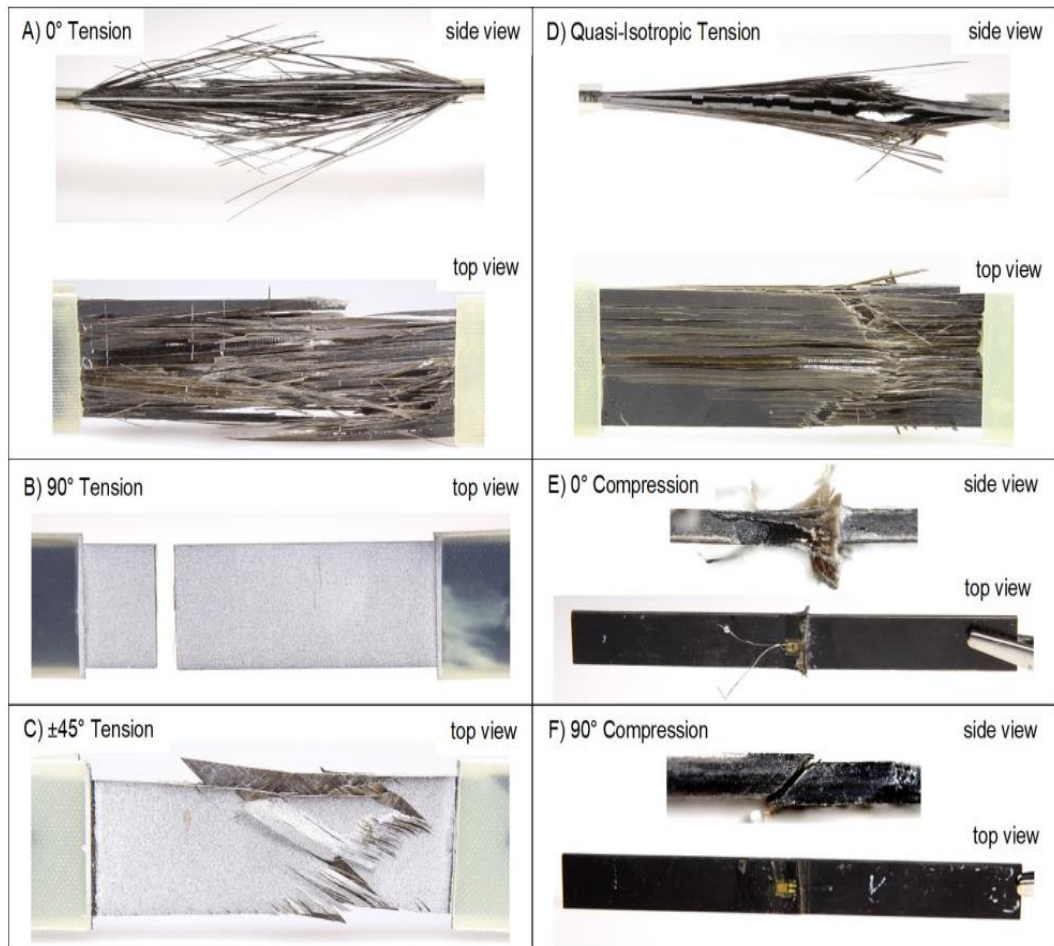 A) 0° Tension
side view
top view
B) 90° Tension
top view
C) ±45° Tension
top view
D) Quasi-Isotropic Tension
side view
top view
E) 0° Compression
side view
top view
F) 90° Compression
side view
top view